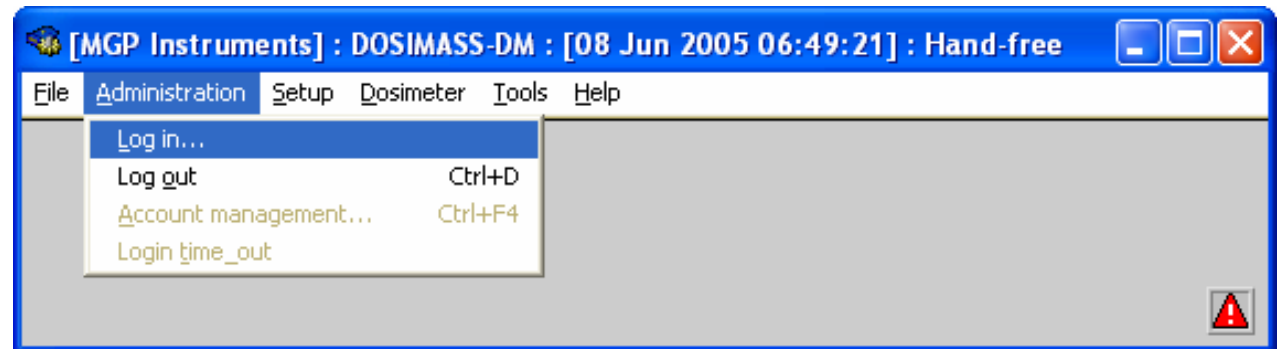 [MGP Instruments] : DOSIMASS-DM : [08 Jun 2005 06:49:21] : Hand-free
File Administration Setup Dosimeter Tools Help
Log in...
Log out Ctrl+D
Account management... Ctrl+F4
Login time_out